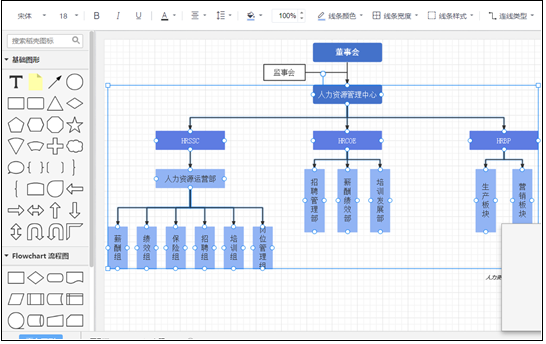 宋体 18 B I U A 100% 线条颜色 线条宽度 线条样式 连线类型
搜索稻壳图标
基础图形
T
Flowchart 流程图
董事会
监事会
人力资源管理中心
HRSSC
HRCOE
HRBP
人力资源运营部
招聘管理部
薪酬绩效部
培训发展部
生产板块
营销板块
薪酬组
绩效组
保险组
招聘组
培训组
岗位管理组
人力资